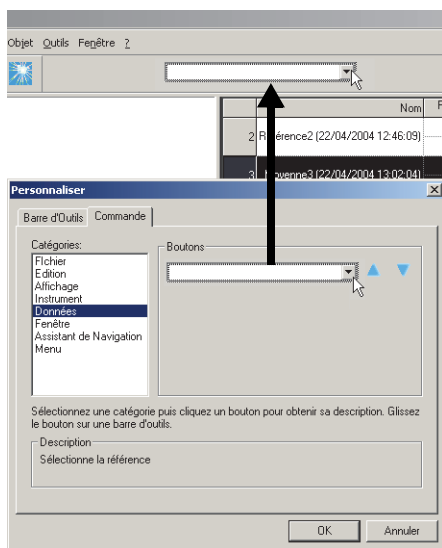 Objet Outils Fenêtre ?
Nom F
2 Référence2 (22/04/2004 12:46:09)
3 Moyenne3 (22/04/2004 13:02:04)
Personnaliser
Barre d'Outils Commande
Catégories:
Boutons
FIchier
Edition
Affichage
Instrument
Données
Fenêtre
Assistant de Navigation
Menu
Sélectionnez une catégorie puis cliquez un bouton pour obtenir sa description. Glissez
le bouton sur une barre d'outils.
Description
Sélectionne la référence
OK Annuler